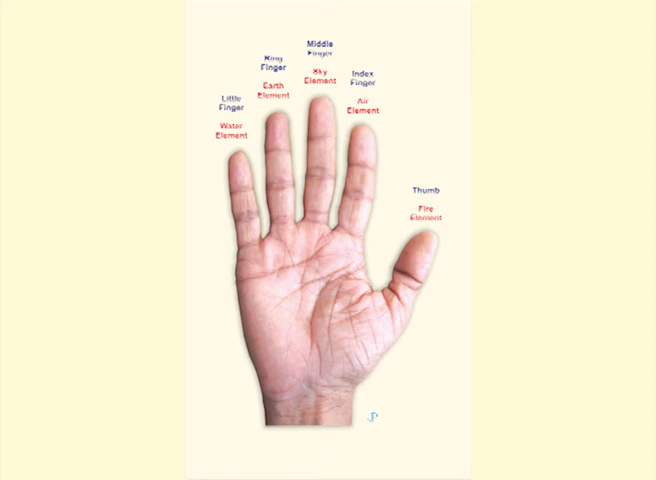 Middle
Finger
Sky
Element
Ring
Finger
Earth
Element
Index
Finger
Air
Element
Little
Finger
Water
Element
Thumb
Fire
Element